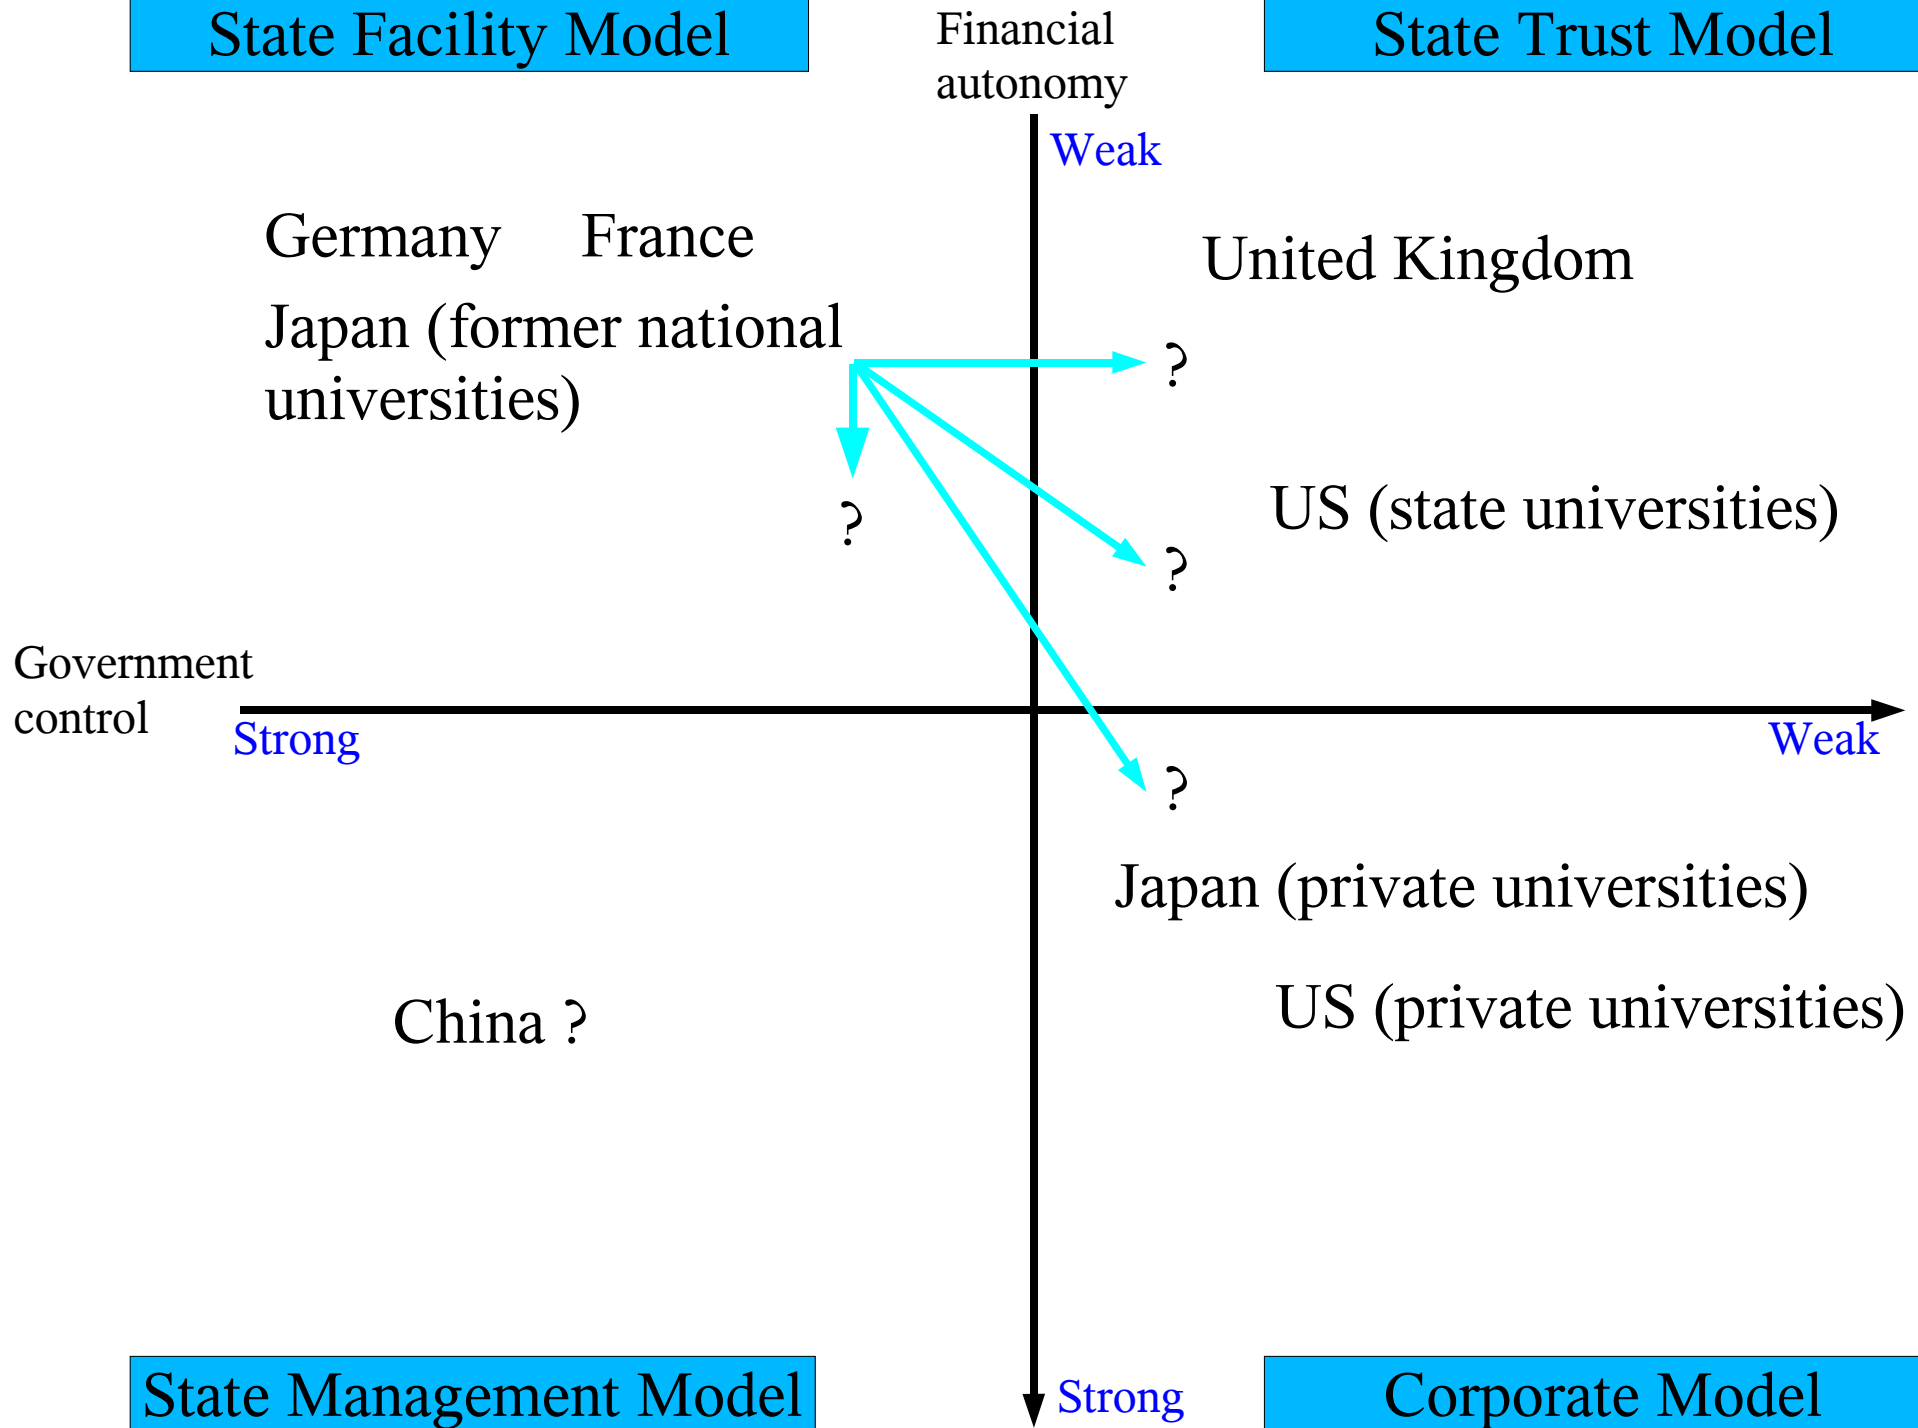 State Facility Model
Financial
autonomy
State Trust Model
Weak
Germany France
United Kingdom
Japan (former national
universities)
?
?
US (state universities)
?
Government
control
Strong
Weak
?
Japan (private universities)
China ?
US (private universities)
State Management Model
Strong
Corporate Model